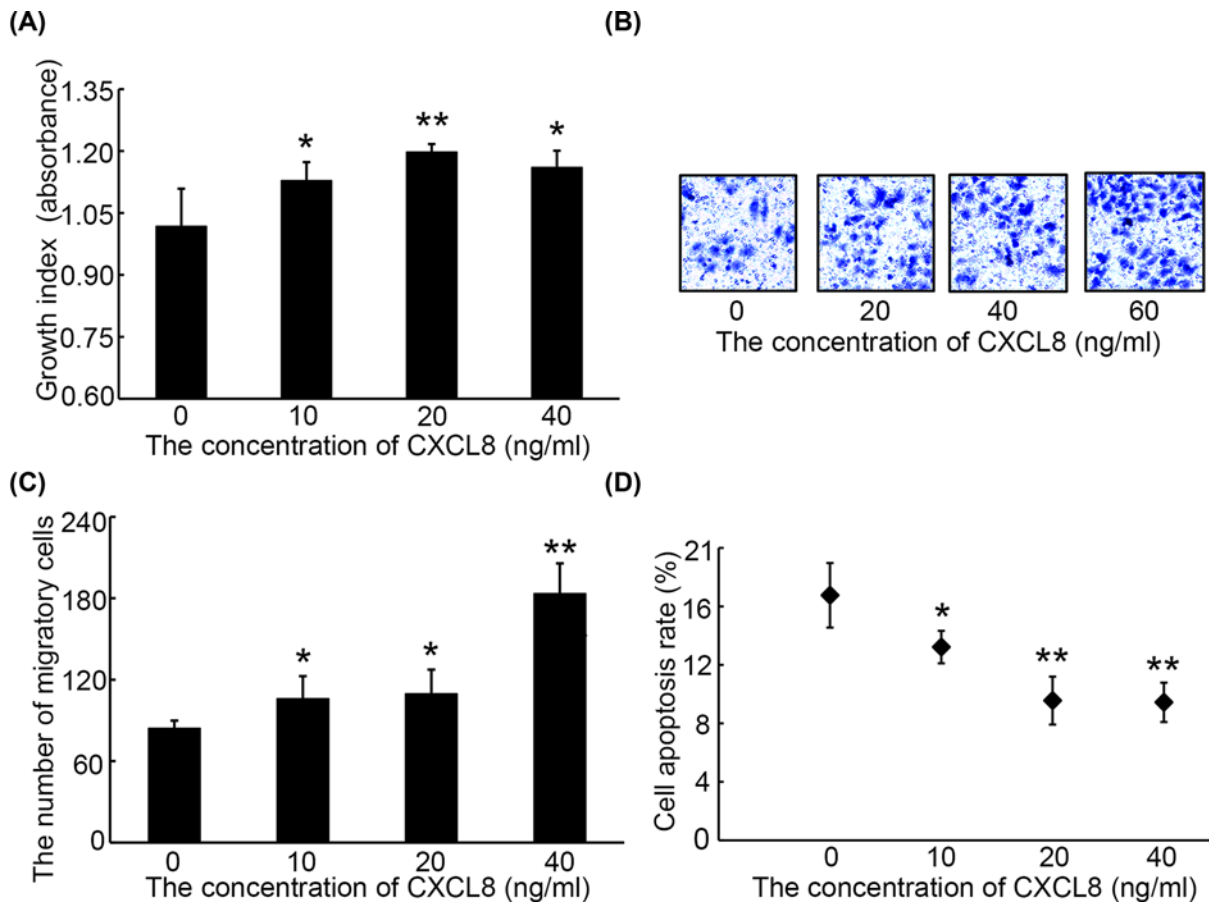 (A)
Growth index (absorbance)
1.35
1.20
1.05
0.90
0.75
0.60
*
**
*
0 10 20 40
The concentration of CXCL8 (ng/ml)
(B)
0 20 40 60
The concentration of CXCL8 (ng/ml)
(C)
The number of migratory cells
240
180
120
60
0
*
*
**
0 10 20 40
The concentration of CXCL8 (ng/ml)
(D)
Cell apoptosis rate (%)
21
16
12
8
4
0
*
**
**
0 10 20 40
The concentration of CXCL8 (ng/ml)